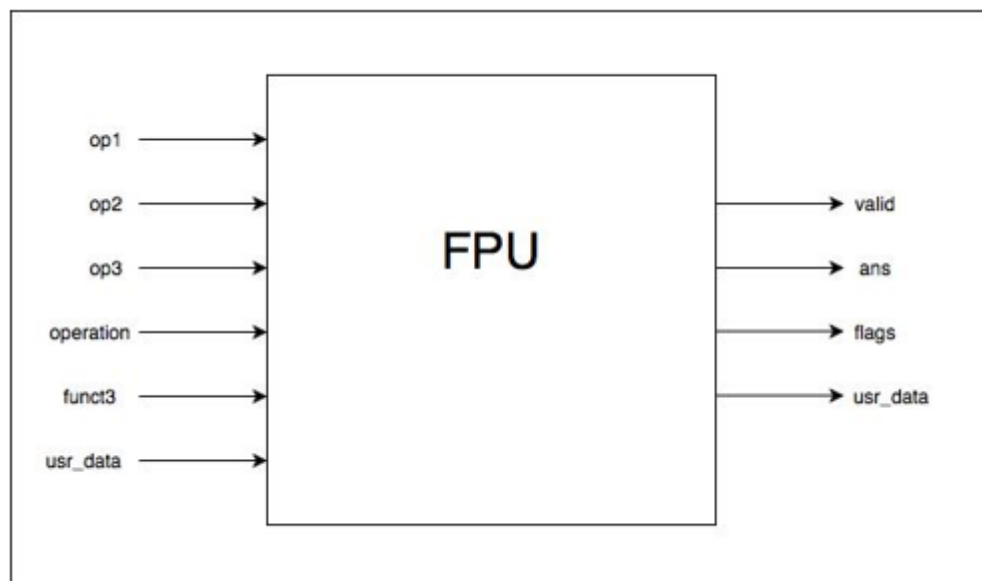 op1
op2
op3
operation
funct3
usr_data
FPU
valid
ans
flags
usr_data